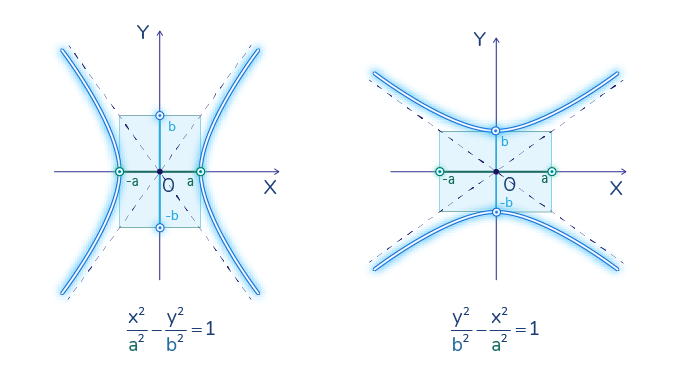 Y
b
-a
O
a
X
-b
x²/a² − y²/b² = 1
Y
b
-a
O
a
X
-b
y²/b² − x²/a² = 1